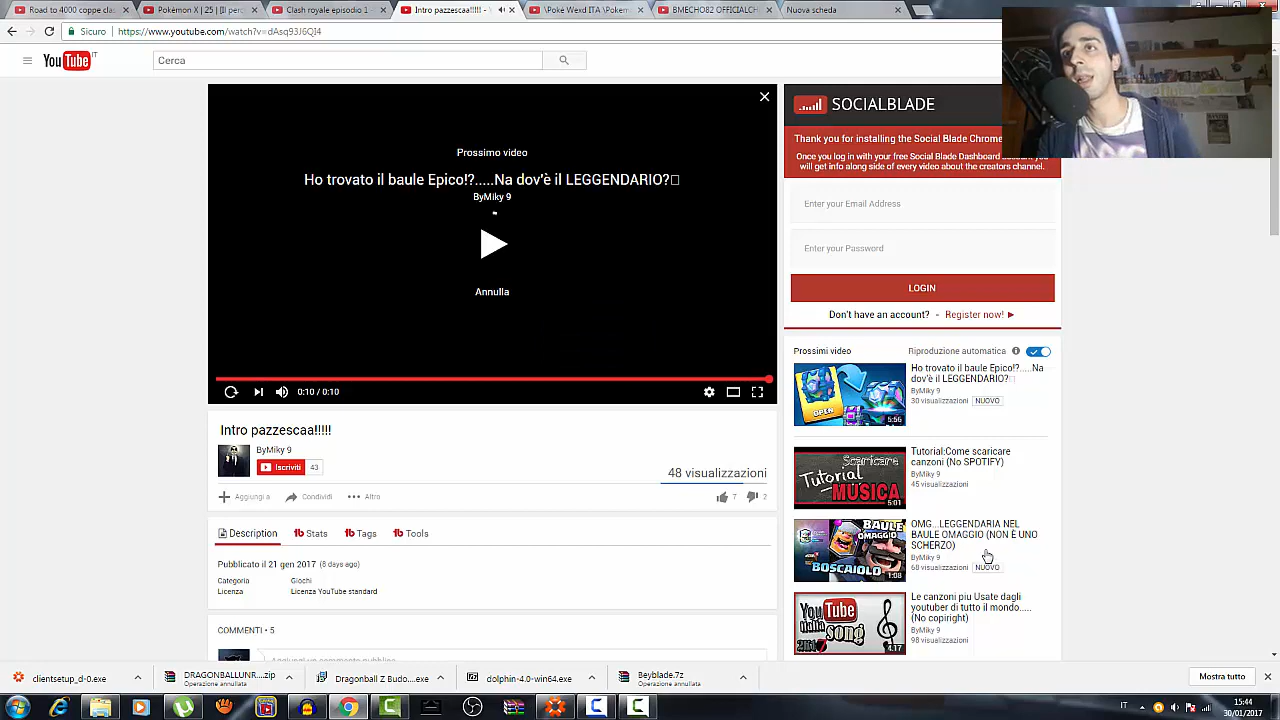 Road to 4000 coppe class
Pokémon X | 25 | [Il perc
Clash royale episodio 1
Intro pazzescaa!!!!! -
\Poke Wexd ITA \Pokem
BMECHO82 OFFICIALCH
Nuova scheda
Sicuro
https://www.youtube.com/watch?v=dAsq93J6QI4
YouTube IT
Cerca
Prossimo video
Ho trovato il baule Epico!?.....Na dov'è il LEGGENDARIO?
ByMiky 9
Annulla
0:10 / 0:10
SOCIALBLADE
Thank you for installing the Social Blade Chrome
Once you log in with your free Social Blade Dashboard account you
will get info along side of every video about the creators channel.
Enter your Email Address
Enter your Password
LOGIN
Don't have an account? - Register now! ▶
Prossimi video
Riproduzione automatica
OPEN
5:56
Ho trovato il baule Epico!?.....Na
dov'è il LEGGENDARIO?
ByMiky 9
30 visualizzazioni NUOVO
Scaricare
Tutorial
MUSICA
5:01
Tutorial:Come scaricare
canzoni (No SPOTIFY)
ByMiky 9
45 visualizzazioni
BAULE
OMAGGIO
BOSCAIOLO
1:08
OMG...LEGGENDARIA NEL
BAULE OMAGGIO (NON È UNO
SCHERZO)
ByMiky 9
68 visualizzazioni NUOVO
YouTube
italia
song
4:17
Le canzoni piu Usate dagli
youtuber di tutto il mondo.....
(No copiright)
ByMiky 9
98 visualizzazioni
Intro pazzescaa!!!!!
ByMiky 9
Iscriviti 43
48 visualizzazioni
Aggiungi a
Condividi
Altro
7
2
Description
Stats
Tags
Tools
Pubblicato il 21 gen 2017 (8 days ago)
Categoria Giochi
Licenza Licenza YouTube standard
COMMENTI • 5
Aggiungi un commento pubblico
clientsetup_d-0.exe
DRAGONBALLUNR....zip
Operazione annullata
Dragonball Z Budo....exe
dolphin-4.0-win64.exe
Beyblade.7z
Operazione annullata
Mostra tutto
IT
15:44
30/01/2017